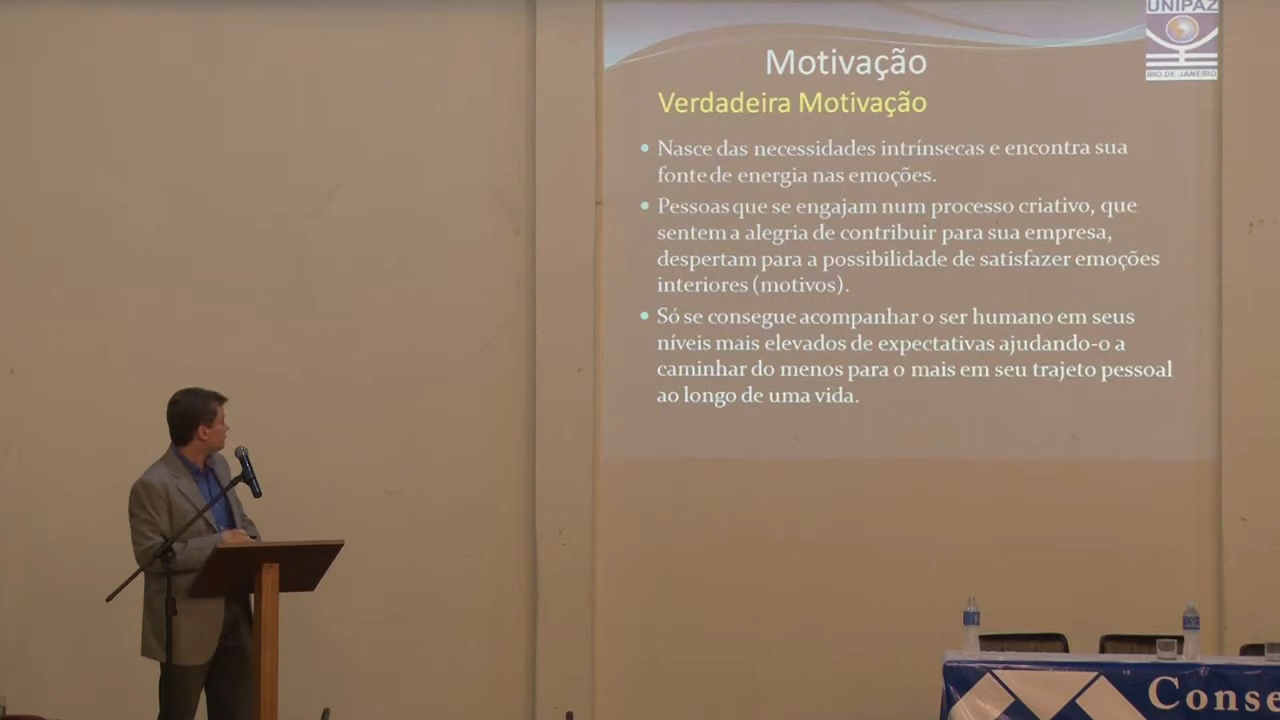 UNIPAZ
RIO DE JANEIRO
Motivação
Verdadeira Motivação
Nasce das necessidades intrínsecas e encontra sua
fonte de energia nas emoções.
Pessoas que se engajam num processo criativo, que
sentem a alegria de contribuir para sua empresa,
despertam para a possibilidade de satisfazer emoções
interiores (motivos).
Só se consegue acompanhar o ser humano em seus
níveis mais elevados de expectativas ajudando-o a
caminhar do menos para o mais em seu trajeto pessoal
ao longo de uma vida.
Conse